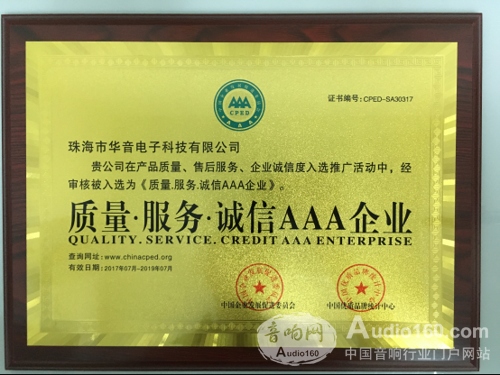 AAA
CPED
证书编号:CPED-SA30317
珠海市华音电子科技有限公司
贵公司在产品质量、售后服务、企业诚信度入选推广活动中，经
审核被入选为《质量.服务.诚信AAA企业》。
质量·服务·诚信AAA企业
QUALITY. SERVICE. CREDIT AAA ENTERPRISE
查询网址:www.chinacped.org
有效日期:2017年07月-2019年07月
中国企业发展促进委员会
中国优质品牌统计中心
音响网
Audio160
Audio160.com
中国音响行业门户网站